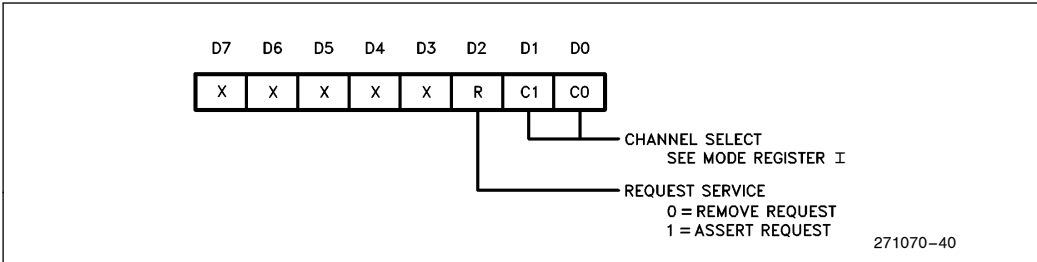 D7 D6 D5 D4 D3 D2 D1 D0
X X X X X R C1 C0
CHANNEL SELECT
SEE MODE REGISTER I
REQUEST SERVICE
0 = REMOVE REQUEST
1 = ASSERT REQUEST
271070–40